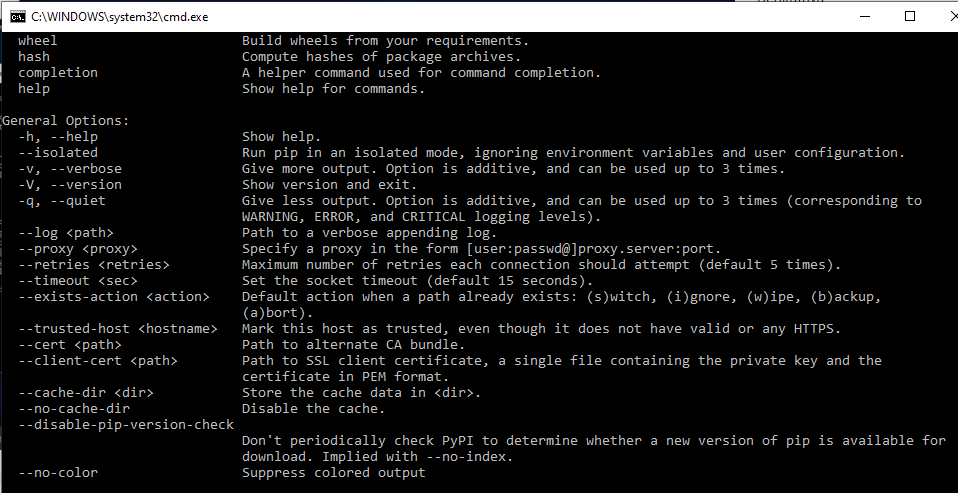 C:\WINDOWS\system32\cmd.exe
wheel Build wheels from your requirements.
hash Compute hashes of package archives.
completion A helper command used for command completion.
help Show help for commands.
General Options:
-h, --help Show help.
--isolated Run pip in an isolated mode, ignoring environment variables and user configuration.
-v, --verbose Give more output. Option is additive, and can be used up to 3 times.
-V, --version Show version and exit.
-q, --quiet Give less output. Option is additive, and can be used up to 3 times (corresponding to
WARNING, ERROR, and CRITICAL logging levels).
--log <path> Path to a verbose appending log.
--proxy <proxy> Specify a proxy in the form [user:passwd@]proxy.server:port.
--retries <retries> Maximum number of retries each connection should attempt (default 5 times).
--timeout <sec> Set the socket timeout (default 15 seconds).
--exists-action <action> Default action when a path already exists: (s)witch, (i)gnore, (w)ipe, (b)ackup,
(a)bort).
--trusted-host <hostname> Mark this host as trusted, even though it does not have valid or any HTTPS.
--cert <path> Path to alternate CA bundle.
--client-cert <path> Path to SSL client certificate, a single file containing the private key and the
certificate in PEM format.
--cache-dir <dir> Store the cache data in <dir>.
--no-cache-dir Disable the cache.
--disable-pip-version-check
Don't periodically check PyPI to determine whether a new version of pip is available for
download. Implied with --no-index.
--no-color Suppress colored output